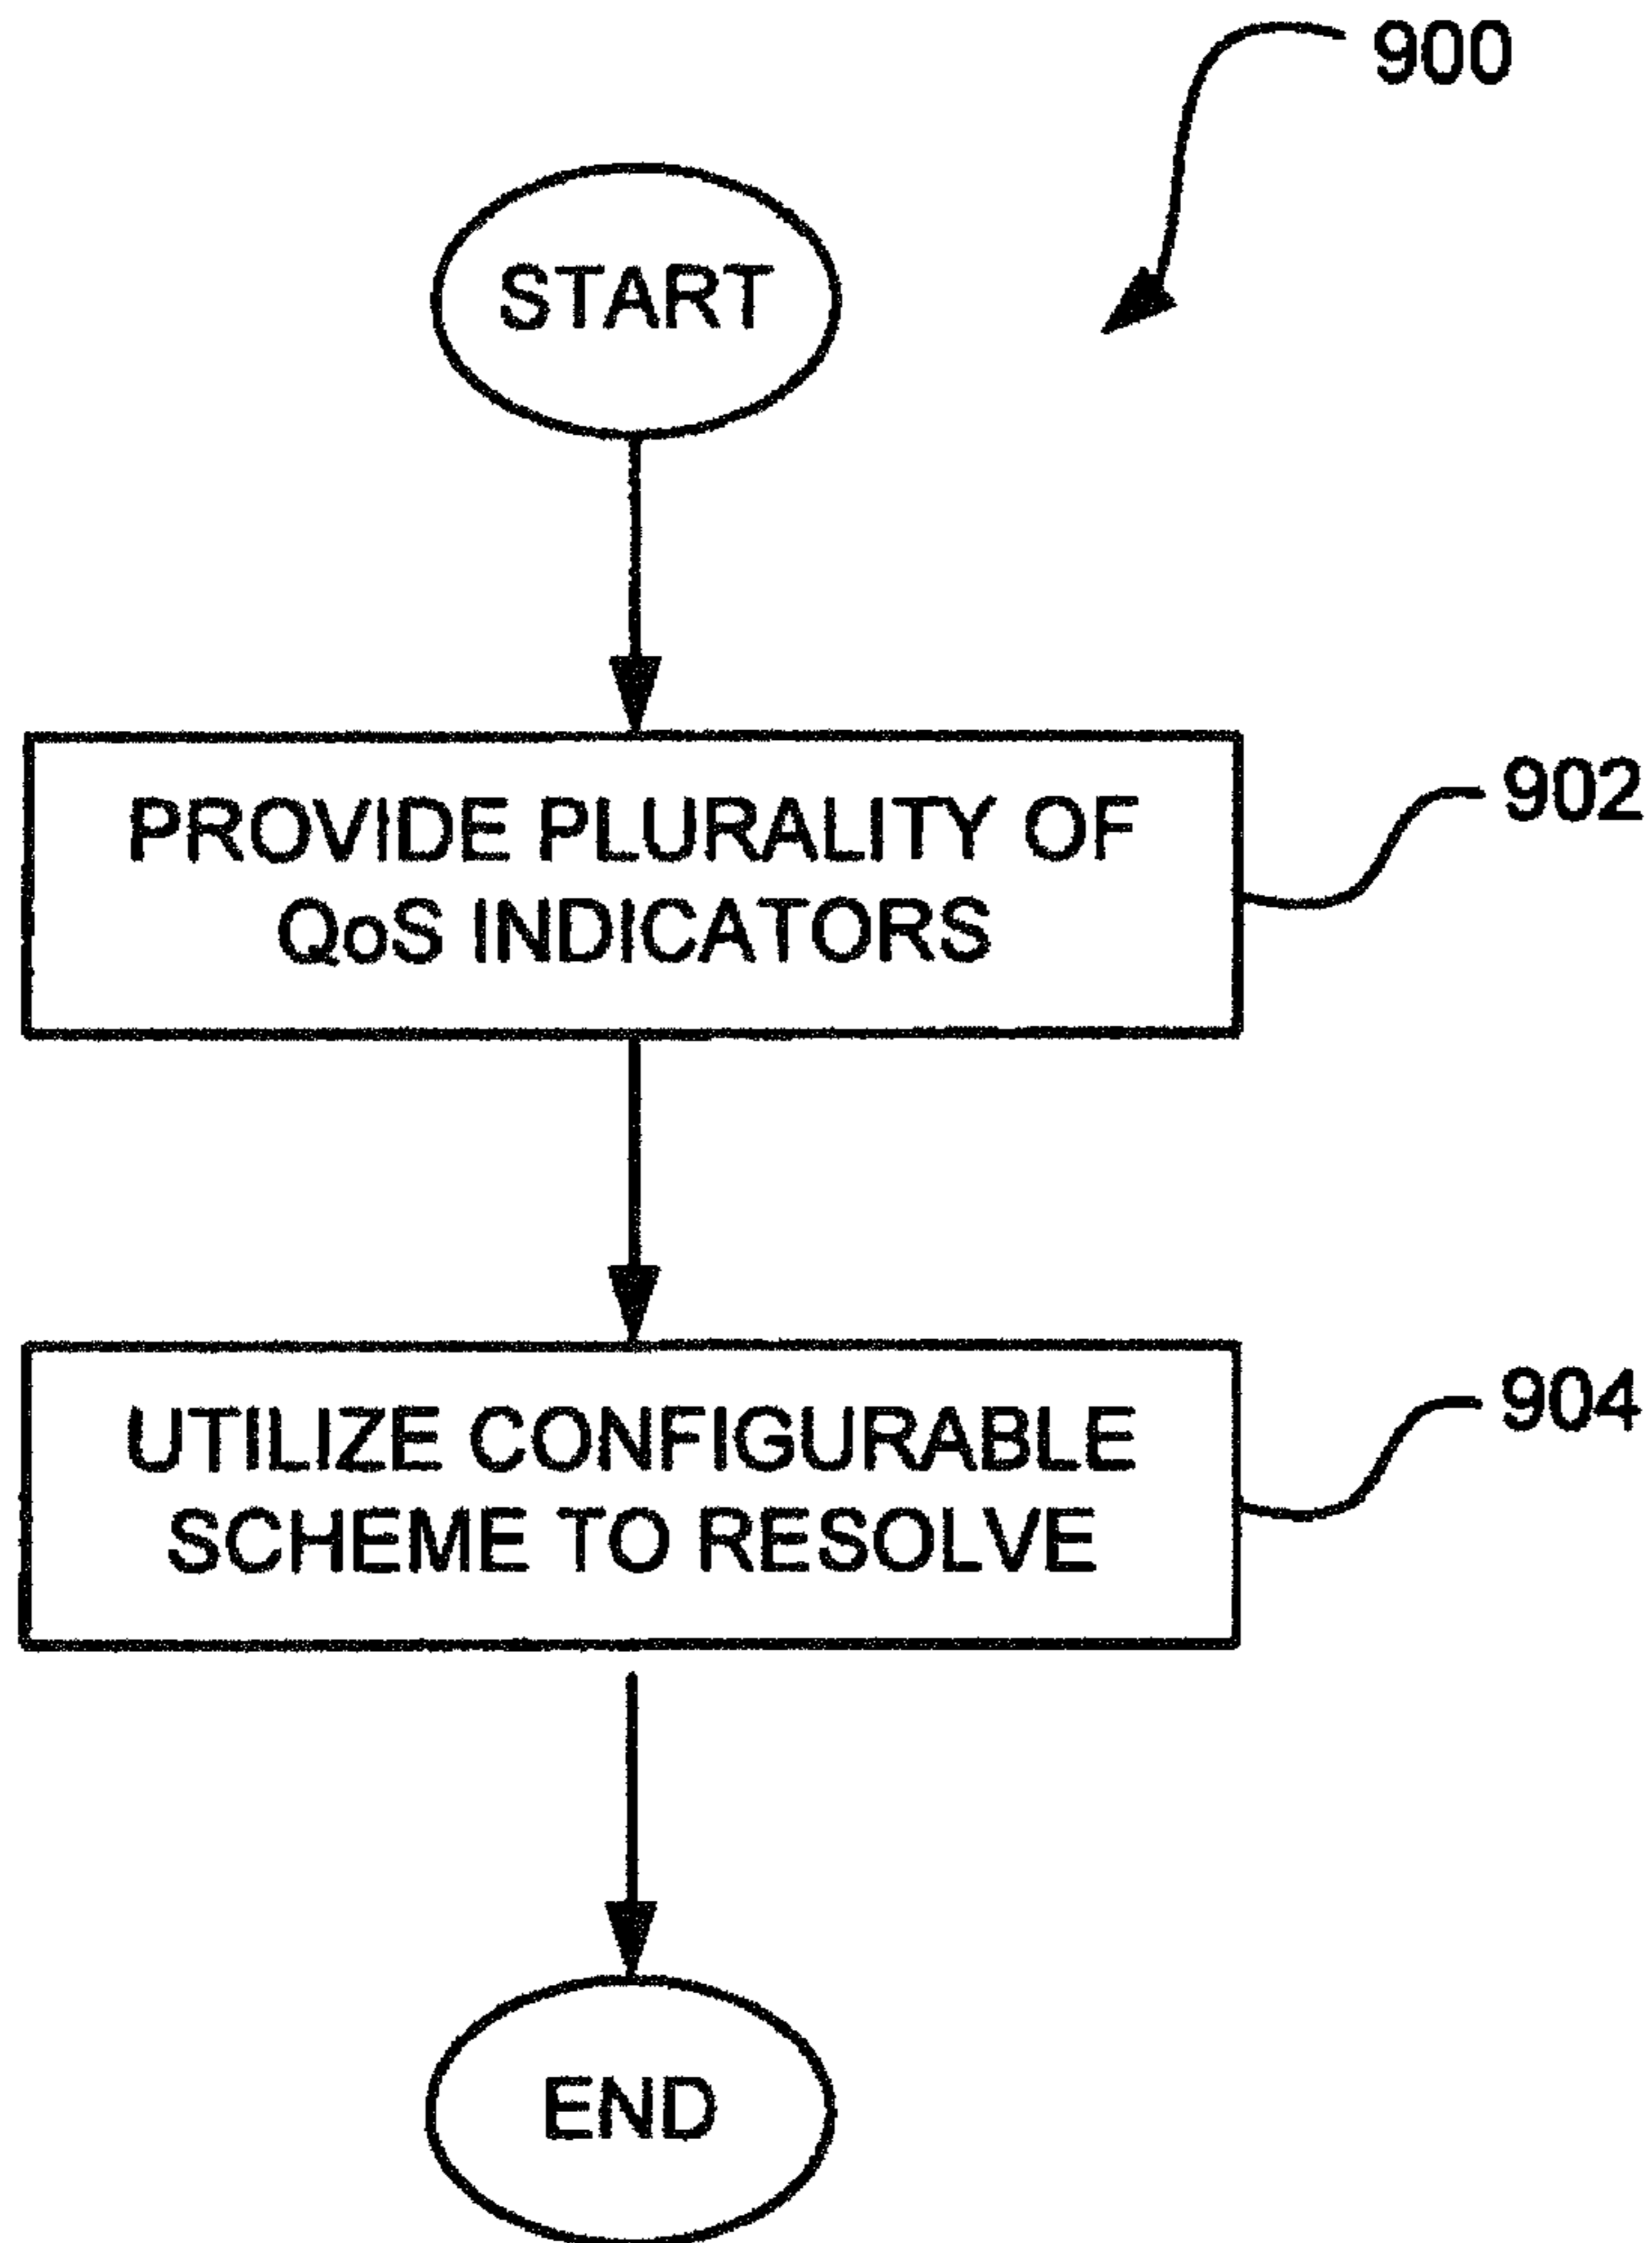 900
START
PROVIDE PLURALITY OF
QoS INDICATORS
902
UTILIZE CONFIGURABLE
SCHEME TO RESOLVE
904
END